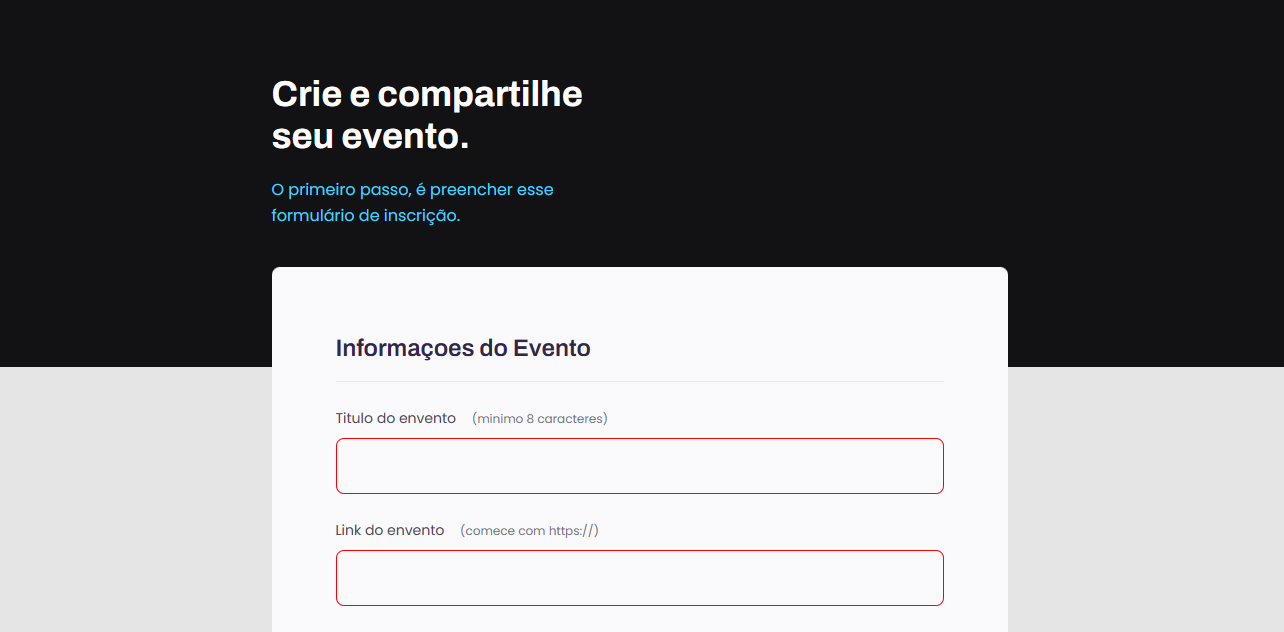 Crie e compartilhe
seu evento.
O primeiro passo, é preencher esse
formulário de inscrição.
Informaçoes do Evento
Titulo do envento (minimo 8 caracteres)
Link do envento (comece com https://)